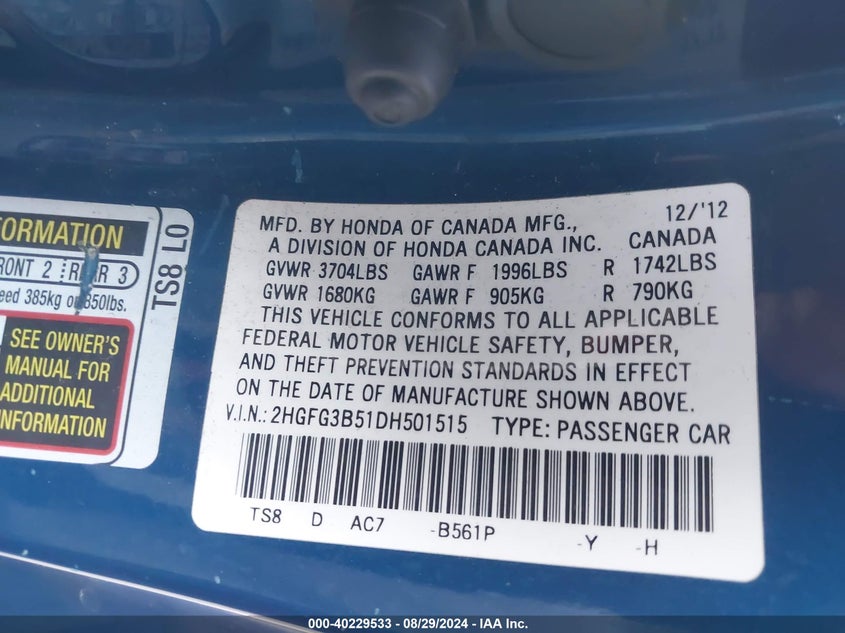 ORMATION
RONT 2 REAR 3
eed 385kg or 850lbs.
SEE OWNER'S
MANUAL FOR
ADDITIONAL
INFORMATION
TS8 LO
MFD. BY HONDA OF CANADA MFG., 12/'12
A DIVISION OF HONDA CANADA INC. CANADA
GVWR 3704LBS GAWR F 1996LBS R 1742LBS
GVWR 1680KG GAWR F 905KG R 790KG
THIS VEHICLE CONFORMS TO ALL APPLICABLE
FEDERAL MOTOR VEHICLE SAFETY, BUMPER,
AND THEFT PREVENTION STANDARDS IN EFFECT
ON THE DATE OF MANUFACTURE SHOWN ABOVE.
V.I.N.: 2HGFG3B51DH501515 TYPE: PASSENGER CAR
TS8 D AC7 -B561P -Y -H
000-40229533 - 08/29/2024 - IAA Inc.